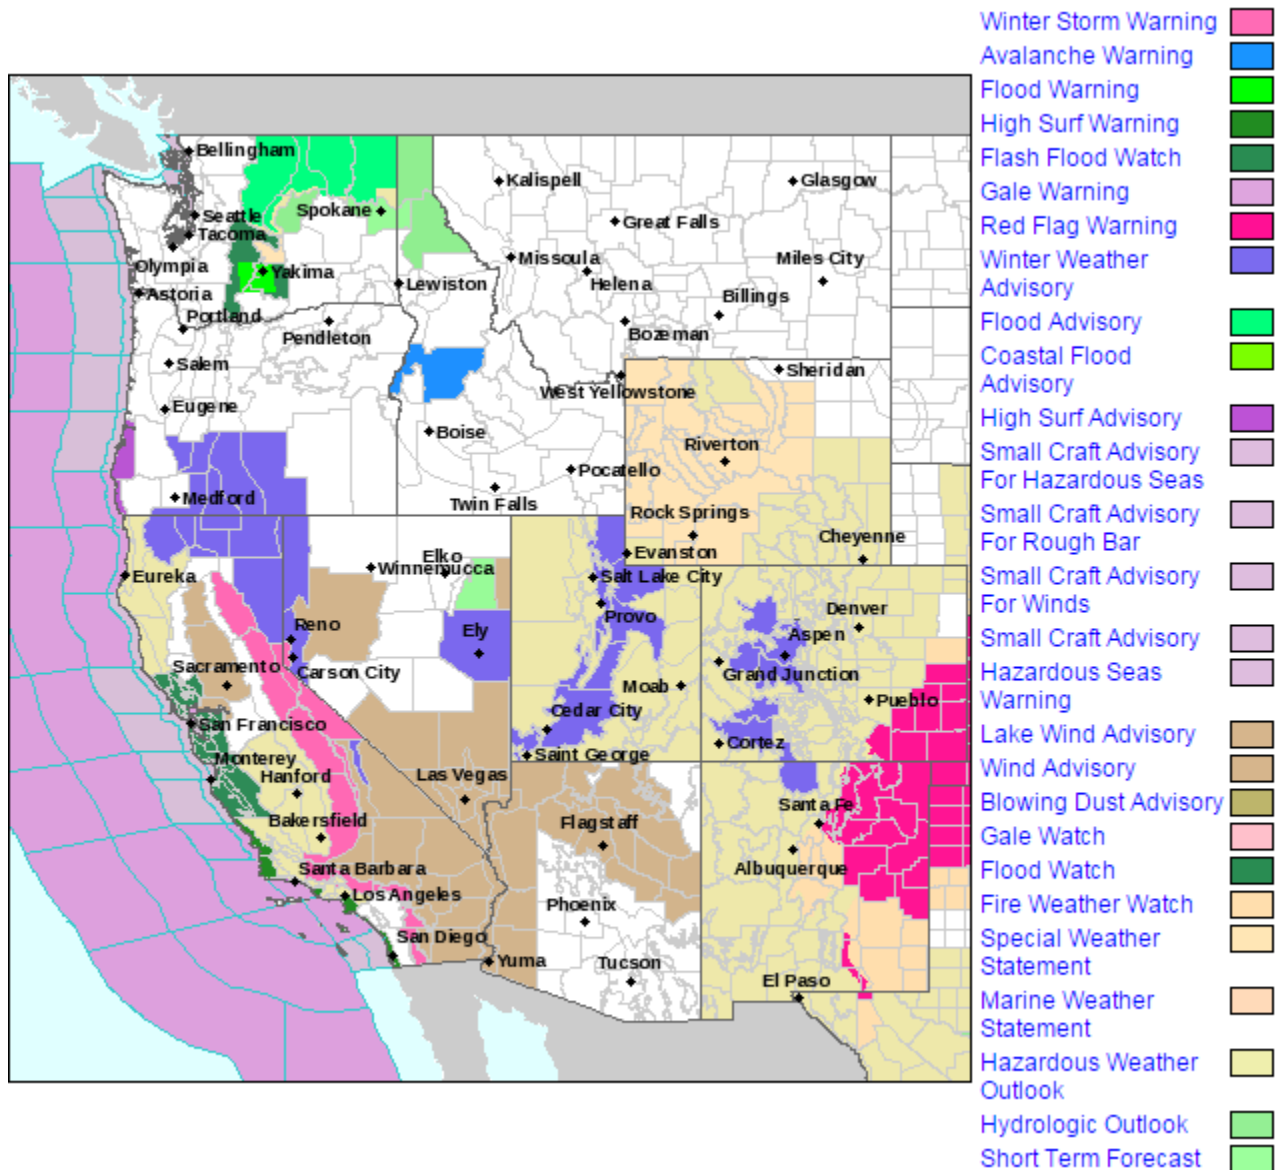 Winter Storm Warning
Avalanche Warning
Flood Warning
High Surf Warning
Flash Flood Watch
Gale Warning
Red Flag Warning
Winter Weather
Advisory
Flood Advisory
Coastal Flood
Advisory
High Surf Advisory
Small Craft Advisory
For Hazardous Seas
Small Craft Advisory
For Rough Bar
Small Craft Advisory
For Winds
Small Craft Advisory
Hazardous Seas
Warning
Lake Wind Advisory
Wind Advisory
Blowing Dust Advisory
Gale Watch
Flood Watch
Fire Weather Watch
Special Weather
Statement
Marine Weather
Statement
Hazardous Weather
Outlook
Hydrologic Outlook
Short Term Forecast
Bellingham
Kalispell
Glasgow
Seattle
Spokane
Great Falls
Tacoma
Olympia
Yakima
Missoula
Miles City
Helena
Lewiston
Astoria
Billings
Portland
Pendleton
Bozeman
Salem
Sheridan
West Yellowstone
Eugene
Boise
Riverton
Pocatello
Medford
Twin Falls
Rock Springs
Cheyenne
Elko
Evanston
Winnemucca
Eureka
Salt Lake City
Provo
Denver
Reno
Ely
Aspen
Sacramento
Carson City
Grand Junction
Moab
Pueblo
San Francisco
Cedar City
Cortez
Saint George
Monterey
Hanford
Las Vegas
Santa Fe
Bakersfield
Flagstaff
Santa Barbara
Albuquerque
Los Angeles
Phoenix
San Diego
Yuma
Tucson
El Paso